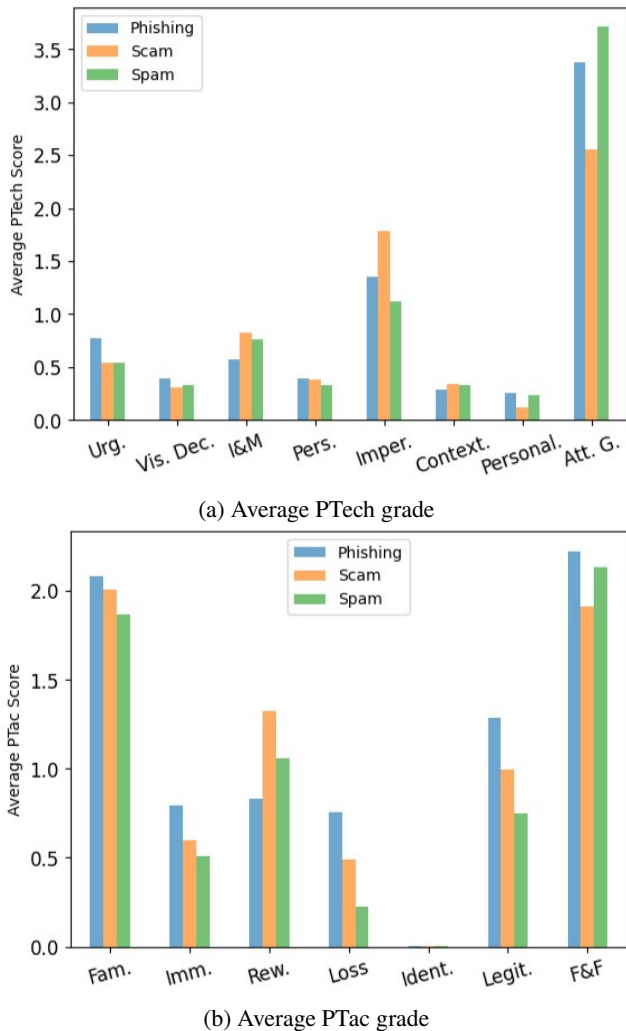 Average PTech Score
3.5
3.0
2.5
2.0
1.5
1.0
0.5
0.0
Phishing
Scam
Spam
Urg. Vis. Dec. I&M Pers. Imper. Context. Personal. Att. G.
(a) Average PTech grade
Average PTac Score
2.0
1.5
1.0
0.5
0.0
Phishing
Scam
Spam
Fam. Imm. Rew. Loss Ident. Legit. F&F
(b) Average PTac grade